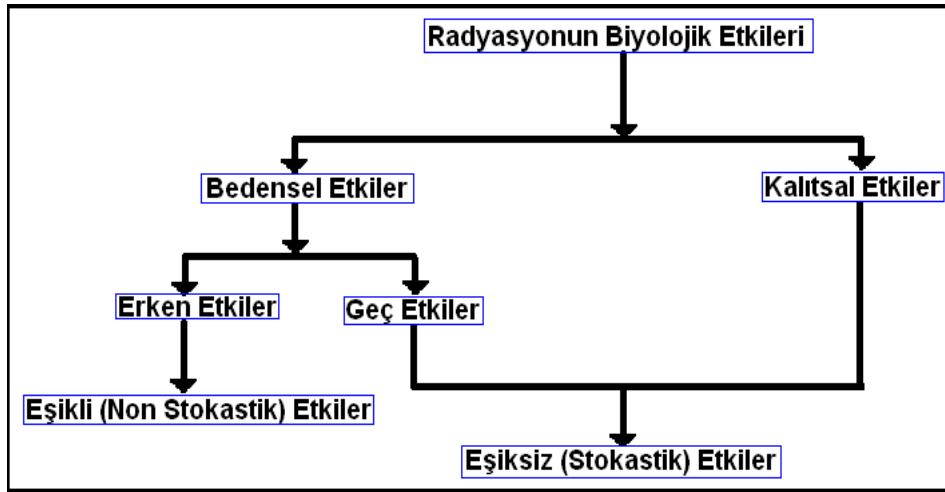 Radyasyonun Biyolojik Etkileri
Bedensel Etkiler
Kalıtsal Etkiler
Erken Etkiler
Geç Etkiler
Eşikli (Non Stokastik) Etkiler
Eşiksiz (Stokastik) Etkiler